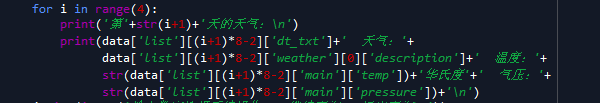 for i in range(4):
print('第'+str(i+1)+'天的天气：\n')
print(data['list'][(i+1)*8-2]['dt_txt']+' 天气：'+
data['list'][(i+1)*8-2]['weather'][0]['description']+' 温度：'+
str(data['list'][(i+1)*8-2]['main']['temp'])+'华氏度'+' 气压：'+
str(data['list'][(i+1)*8-2]['main']['pressure'])+'\n')